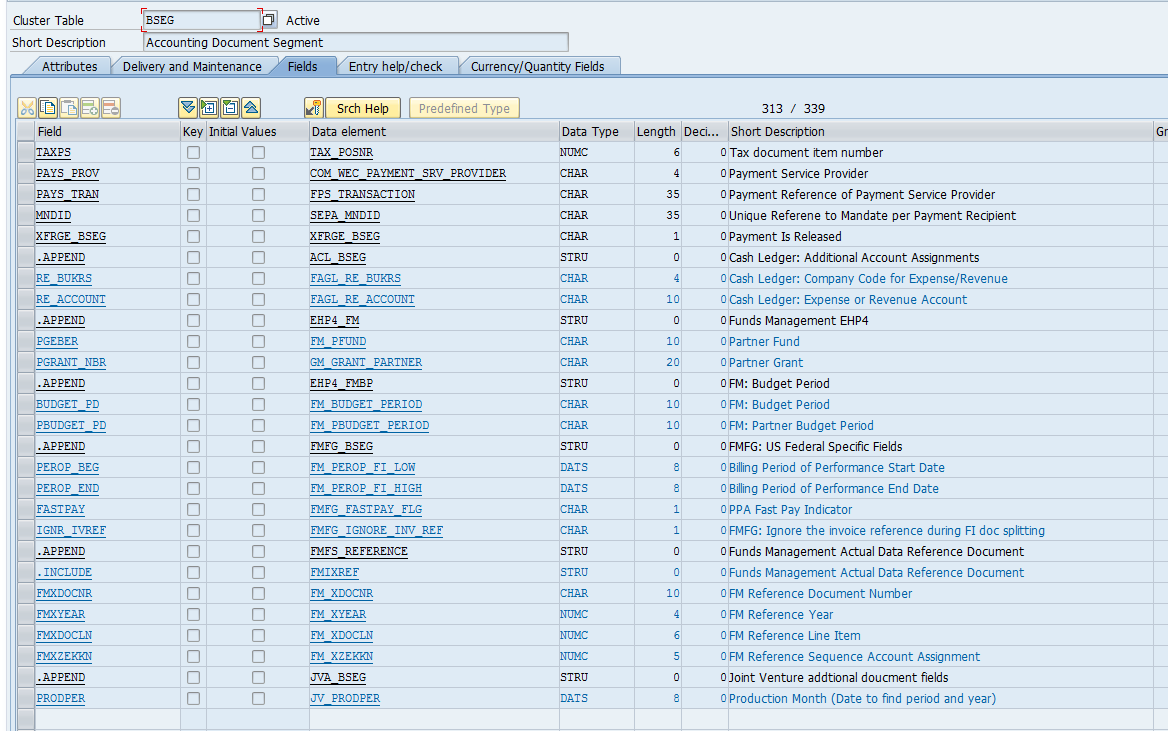 Cluster Table BSEG Active
Short Description Accounting Document Segment
Attributes Delivery and Maintenance Fields Entry help/check Currency/Quantity Fields
Srch Help Predefined Type 313 / 339
Field Key Initial Values Data element Data Type Length Deci... Short Description Gr
TAXPS TAX_POSNR NUMC 6 0 Tax document item number
PAYS_PROV COM_WEC_PAYMENT_SRV_PROVIDER CHAR 4 0 Payment Service Provider
PAYS_TRAN FPS_TRANSACTION CHAR 35 0 Payment Reference of Payment Service Provider
MNDID SEPA_MNDID CHAR 35 0 Unique Referene to Mandate per Payment Recipient
XFRGE_BSEG XFRGE_BSEG CHAR 1 0 Payment Is Released
.APPEND ACL_BSEG STRU 0 0 Cash Ledger: Additional Account Assignments
RE_BUKRS FAGL_RE_BUKRS CHAR 4 0 Cash Ledger: Company Code for Expense/Revenue
RE_ACCOUNT FAGL_RE_ACCOUNT CHAR 10 0 Cash Ledger: Expense or Revenue Account
.APPEND EHP4_FM STRU 0 0 Funds Management EHP4
PGEBER FM_PFUND CHAR 10 0 Partner Fund
PGRANT_NBR GM_GRANT_PARTNER CHAR 20 0 Partner Grant
.APPEND EHP4_FMBP STRU 0 0 FM: Budget Period
BUDGET_PD FM_BUDGET_PERIOD CHAR 10 0 FM: Budget Period
PBUDGET_PD FM_PBUDGET_PERIOD CHAR 10 0 FM: Partner Budget Period
.APPEND FMFG_BSEG STRU 0 0 FMFG: US Federal Specific Fields
PEROP_BEG FM_PEROP_FI_LOW DATS 8 0 Billing Period of Performance Start Date
PEROP_END FM_PEROP_FI_HIGH DATS 8 0 Billing Period of Performance End Date
FASTPAY FMFG_FASTPAY_FLG CHAR 1 0 PPA Fast Pay Indicator
IGNR_IVREF FMFG_IGNORE_INV_REF CHAR 1 0 FMFG: Ignore the invoice reference during FI doc splitting
.APPEND FMFS_REFERENCE STRU 0 0 Funds Management Actual Data Reference Document
.INCLUDE FMIXREF STRU 0 0 Funds Management Actual Data Reference Document
FMXDOCNR FM_XDOCNR CHAR 10 0 FM Reference Document Number
FMXYEAR FM_XYEAR NUMC 4 0 FM Reference Year
FMXDOCLN FM_XDOCLN NUMC 6 0 FM Reference Line Item
FMXZEKKN FM_XZEKKN NUMC 5 0 FM Reference Sequence Account Assignment
.APPEND JVA_BSEG STRU 0 0 Joint Venture addtional doucment fields
PRODPER JV_PRODPER DATS 8 0 Production Month (Date to find period and year)